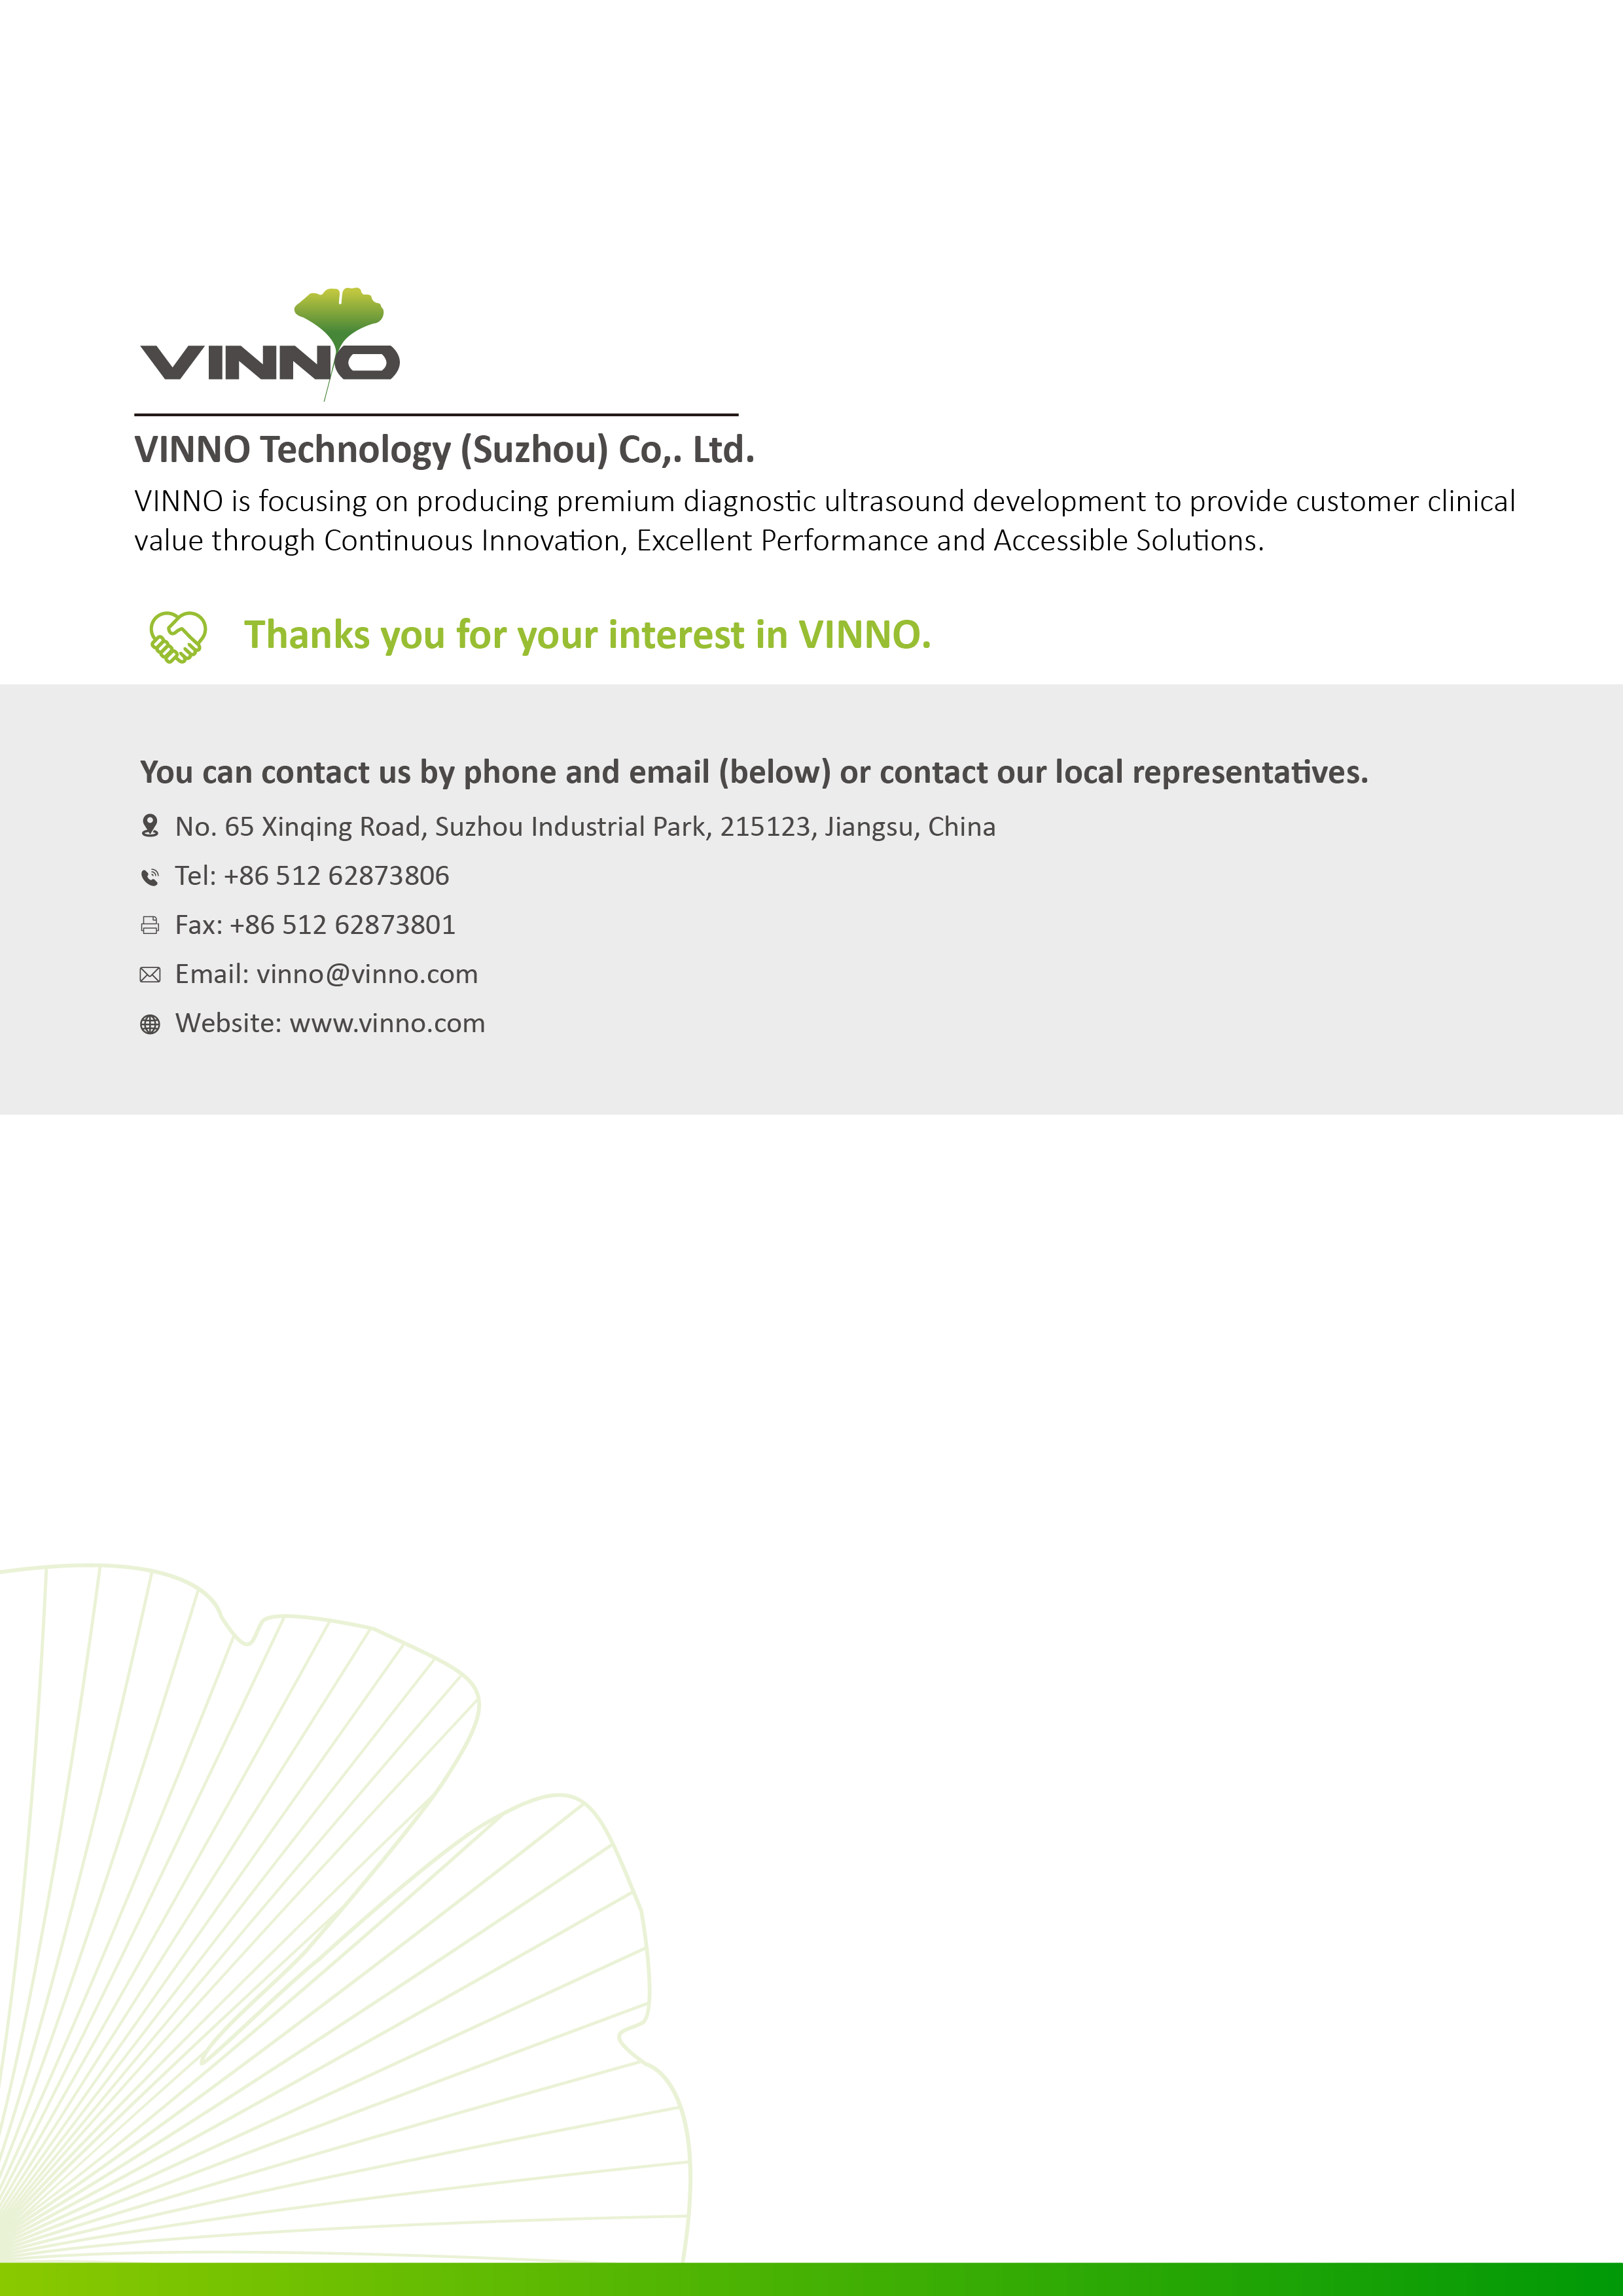 VINNO
VINNO Technology (Suzhou) Co,. Ltd.
VINNO is focusing on producing premium diagnostic ultrasound development to provide customer clinical
value through Continuous Innovation, Excellent Performance and Accessible Solutions.
Thanks you for your interest in VINNO.
You can contact us by phone and email (below) or contact our local representatives.
No. 65 Xinqing Road, Suzhou Industrial Park, 215123, Jiangsu, China
Tel: +86 512 62873806
Fax: +86 512 62873801
Email: vinno@vinno.com
Website: www.vinno.com